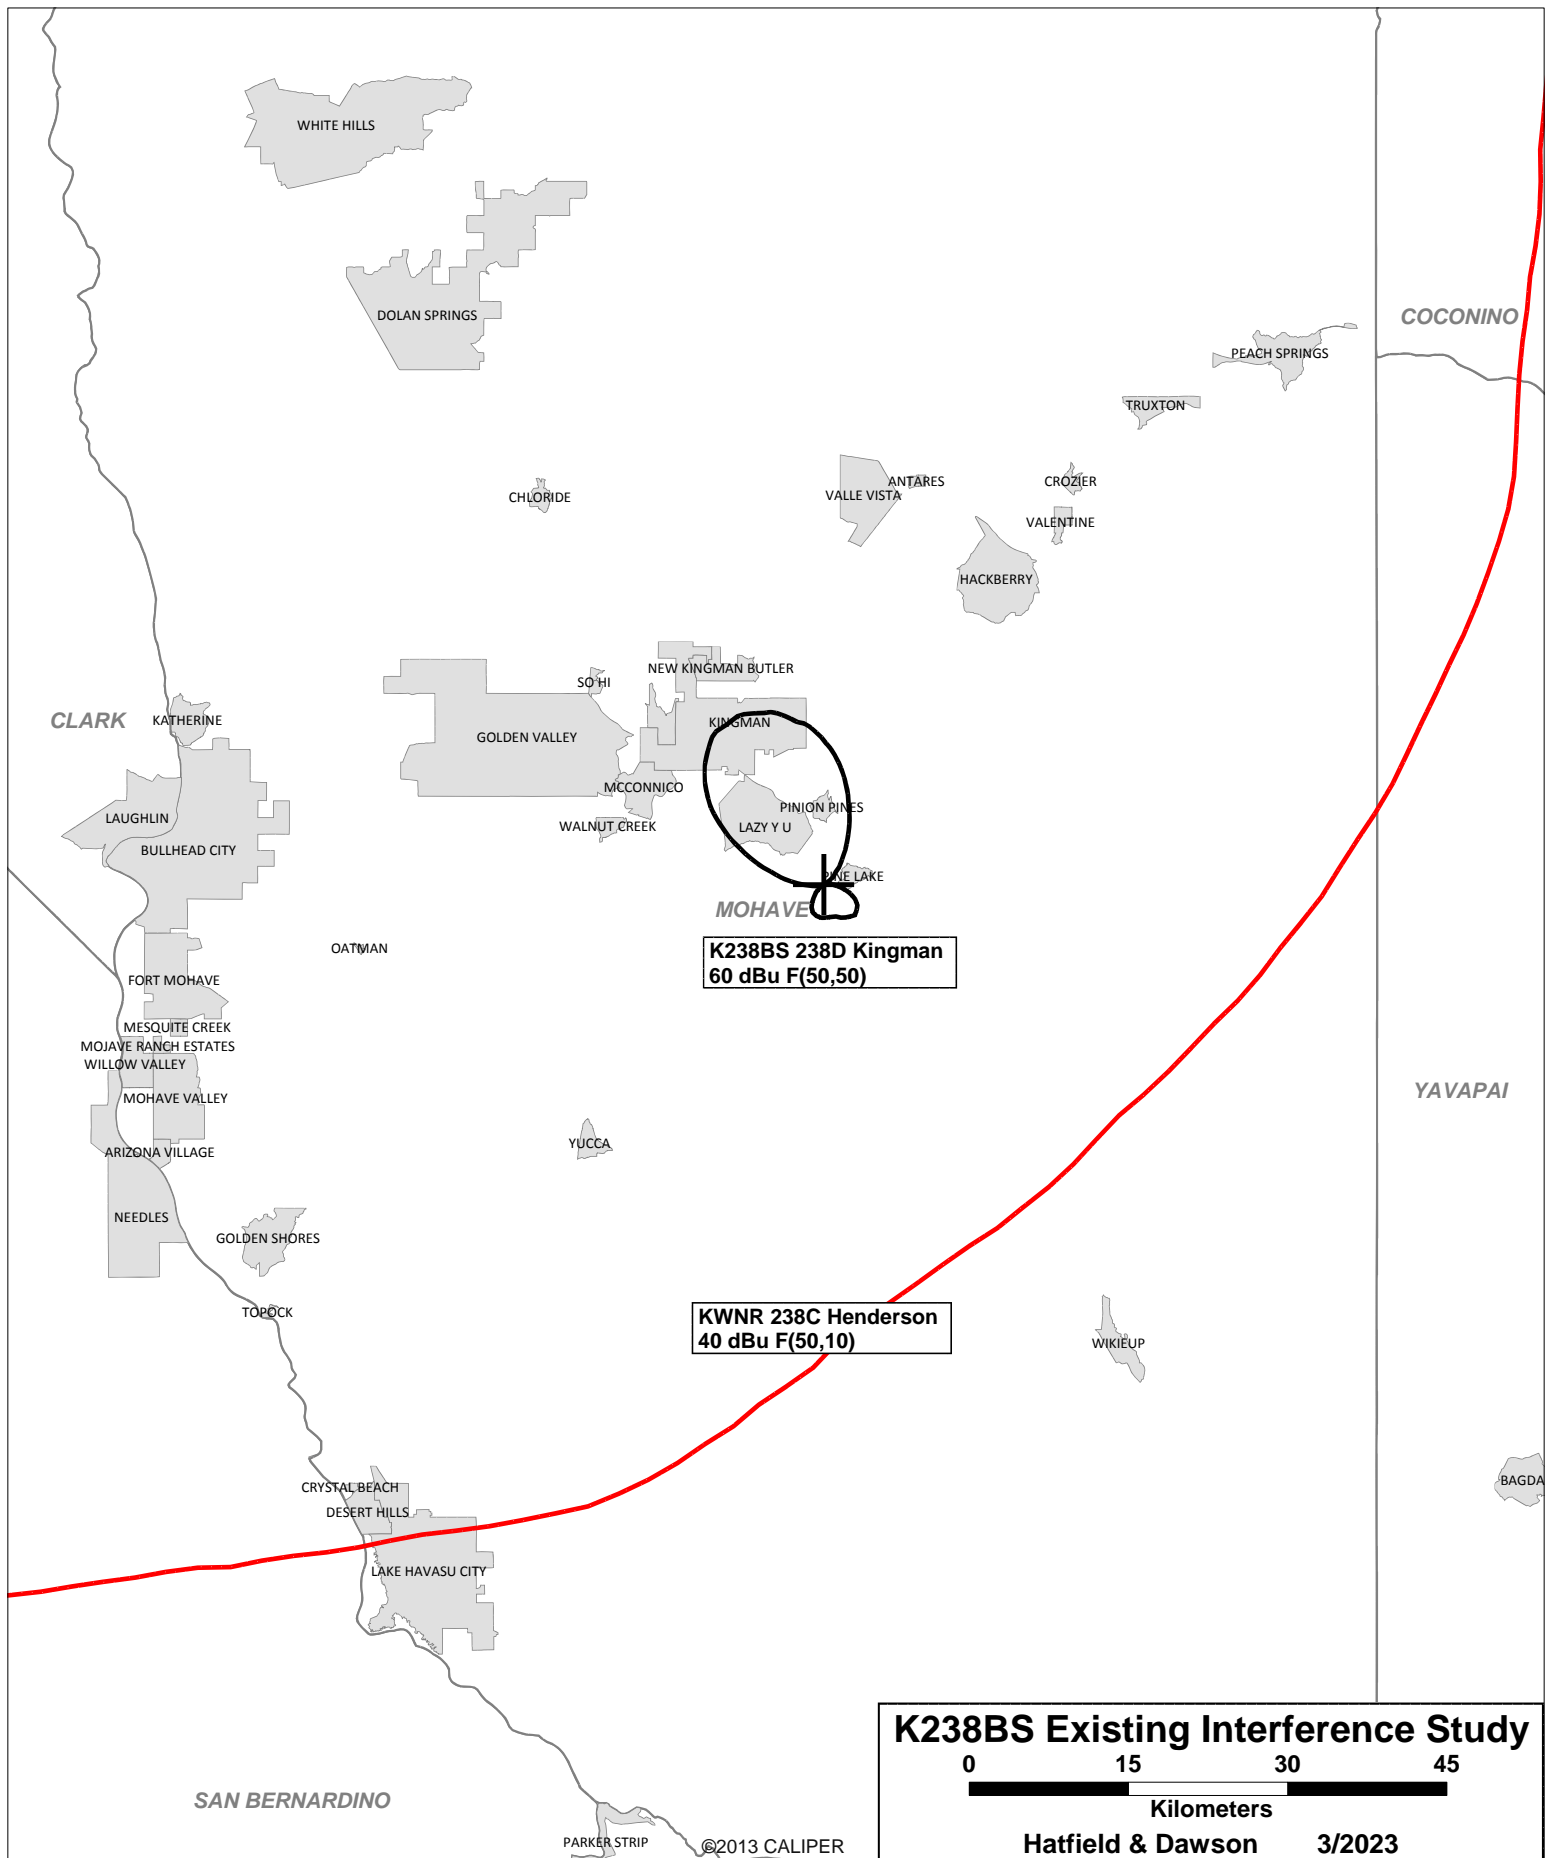 WHITE HILLS
DOLAN SPRINGS
COCONINO
PEACH SPRINGS
TRUXTON
CHLORIDE
VALLE VISTA
ANTARES
CROZIER
VALENTINE
HACKBERRY
NEW KINGMAN BUTLER
SO HI
CLARK
KATHERINE
KINGMAN
GOLDEN VALLEY
MCCONNICO
PINION PINES
LAUGHLIN
WALNUT CREEK
LAZY Y U
BULLHEAD CITY
PINE LAKE
MOHAVE
OATMAN
K238BS 238D Kingman
60 dBu F(50,50)
FORT MOHAVE
MESQUITE CREEK
MOJAVE RANCH ESTATES
WILLOW VALLEY
MOHAVE VALLEY
YAVAPAI
YUCCA
ARIZONA VILLAGE
NEEDLES
GOLDEN SHORES
TOPOCK
KWNR 238C Henderson
40 dBu F(50,10)
WIKIEUP
CRYSTAL BEACH
DESERT HILLS
BAGDA
LAKE HAVASU CITY
SAN BERNARDINO
PARKER STRIP
©2013 CALIPER
K238BS Existing Interference Study
0 15 30 45
Kilometers
Hatfield & Dawson 3/2023